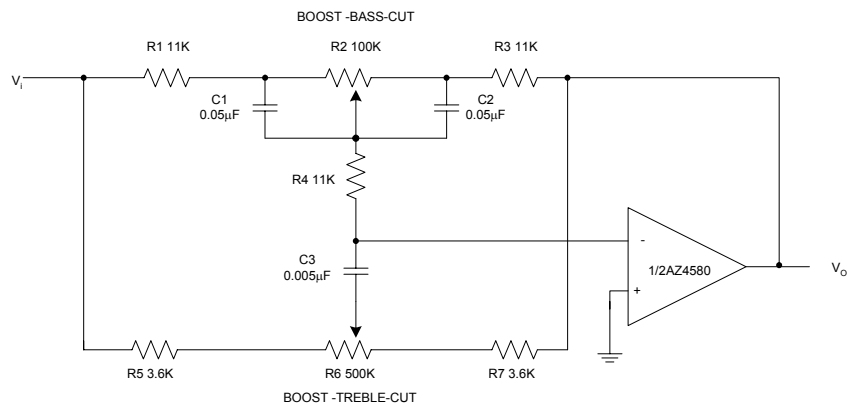 BOOST -BASS-CUT
R1 11K
R2 100K
R3 11K
Vi
C1
0.05μF
C2
0.05μF
R4 11K
C3
0.005μF
-
+
1/2AZ4580
VO
R5 3.6K
R6 500K
R7 3.6K
BOOST -TREBLE-CUT